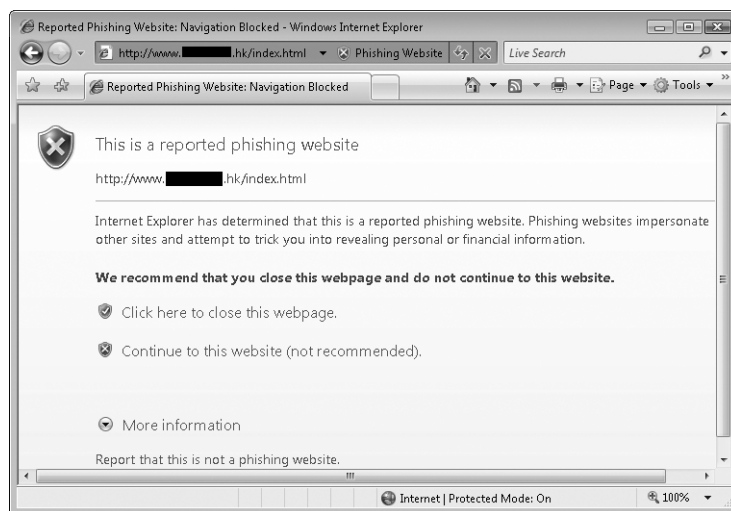 Reported Phishing Website: Navigation Blocked - Windows Internet Explorer
http://www. .hk/index.html Phishing Website Live Search
Reported Phishing Website: Navigation Blocked Page Tools »
This is a reported phishing website
http://www. .hk/index.html
Internet Explorer has determined that this is a reported phishing website. Phishing websites impersonate
other sites and attempt to trick you into revealing personal or financial information.
We recommend that you close this webpage and do not continue to this website.
Click here to close this webpage.
Continue to this website (not recommended).
More information
Report that this is not a phishing website.
Internet | Protected Mode: On 100%